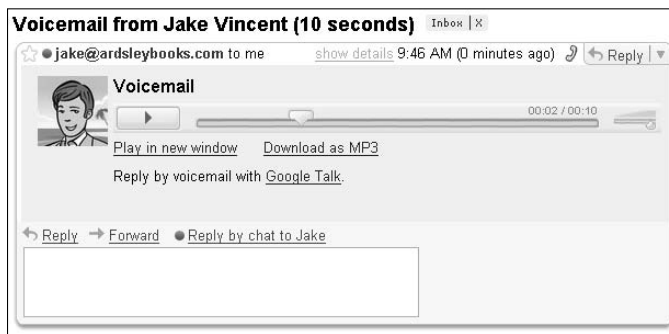 Voicemail from Jake Vincent (10 seconds) Inbox | X
jake@ardsleybooks.com to me show details 9:46 AM (0 minutes ago) Reply
Voicemail
00:02 / 00:10
Play in new window Download as MP3
Reply by voicemail with Google Talk.
Reply Forward Reply by chat to Jake